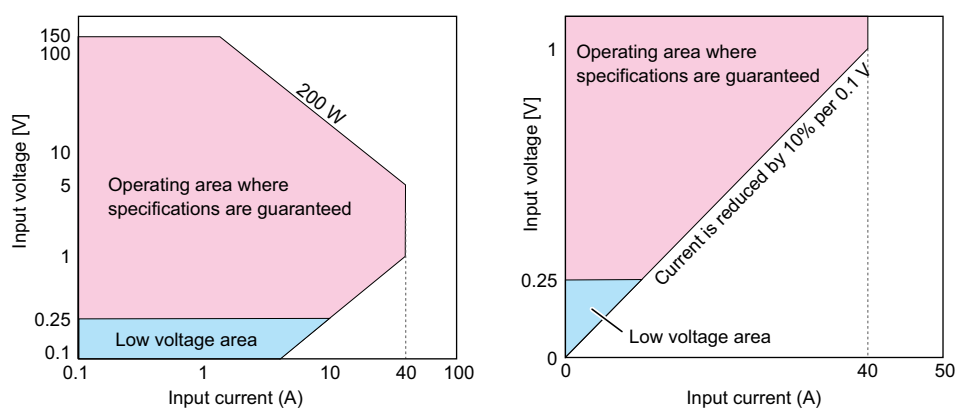 150
100
10
5
1
0.25
0.1
Input voltage [V]
200 W
Operating area where
specifications are guaranteed
Low voltage area
0.1
1
10
40
100
Input current (A)
1
0.25
0
Input voltage [V]
Operating area where
specifications are guaranteed
Current is reduced by 10% per 0.1 V
Low voltage area
0
40
50
Input current (A)